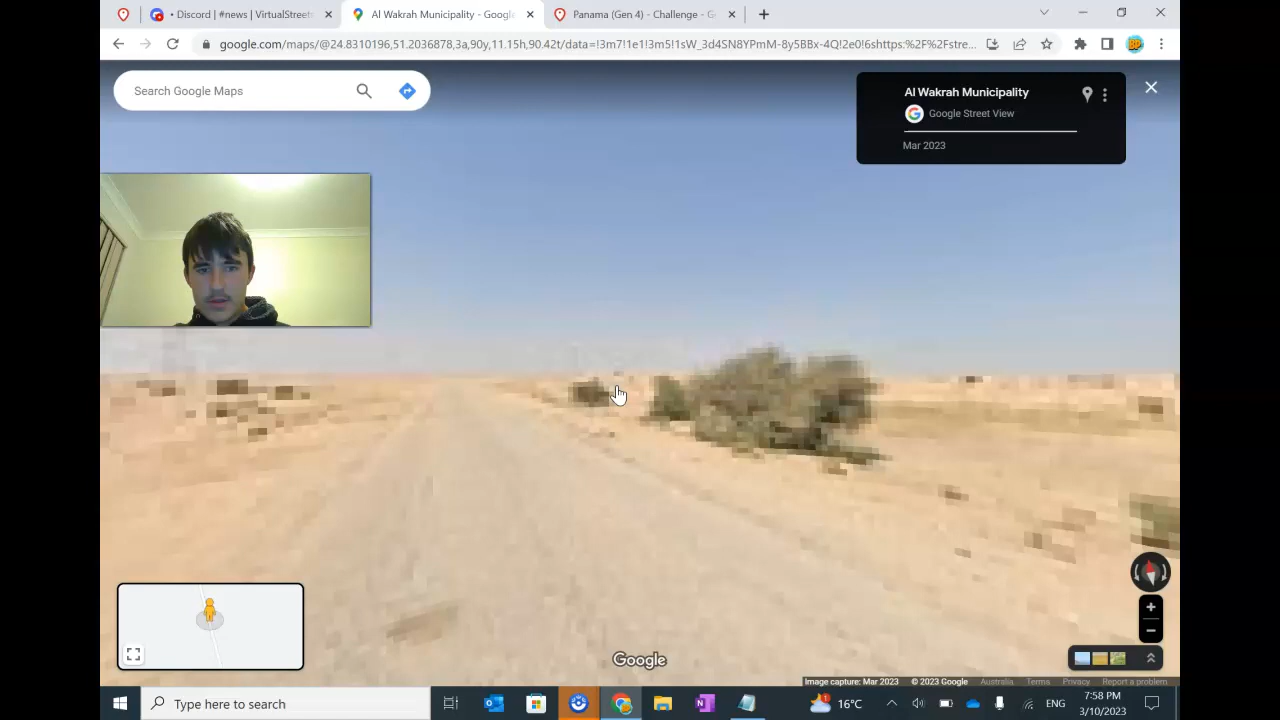 • Discord | #news | VirtualStreets
Al Wakrah Municipality - Google
Panama (Gen 4) - Challenge - G
google.com/maps/@24.8310196,51.2036558,3a,90y,11.15h,90.42t/data=!3m7!1e1!3m5!1sW_3d4SN8YPmM-8y5BBx-4Q!2e0!6shttps:%2F%2Fstre...
Search Google Maps
Al Wakrah Municipality
Google Street View
Mar 2023
Google
Image capture: Mar 2023 © 2023 Google Australia Terms Privacy Report a problem
Type here to search
16°C
ENG
7:58 PM
3/10/2023